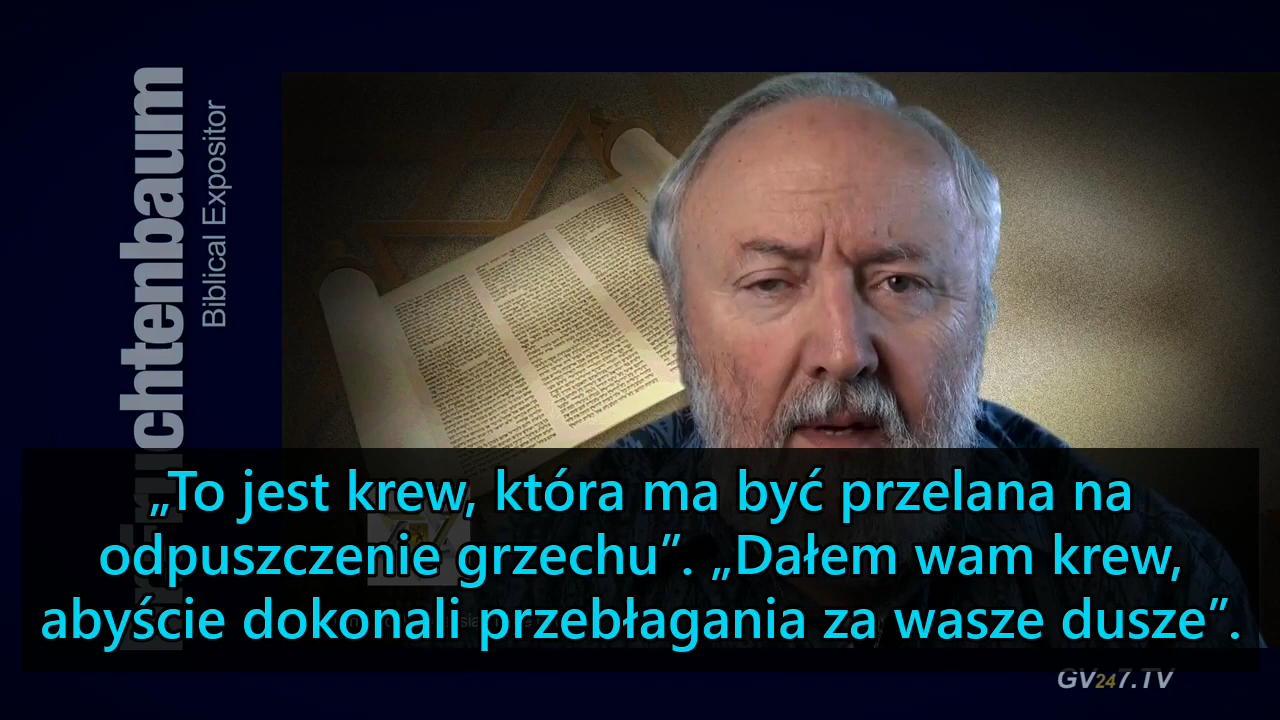 Fruchtenbaum
Biblical Expositor
„To jest krew, która ma być przelana na
odpuszczenie grzechu”. „Dałem wam krew,
abyście dokonali przebłagania za wasze dusze”.
GV247.TV